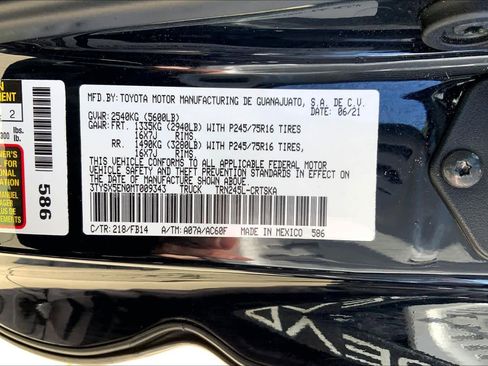 MFD.BY: TOYOTA MOTOR MANUFACTURING DE GUANAJUATO, S.A. DE C.V.
GVWR: 2540KG (5600LB) DATE: 06/21
GAWR: FRT. 1335KG (2940LB) WITH P245/75R16 TIRES
16X7J RIMS
RR. 1490KG (3280LB) WITH P245/75R16 TIRES,
16X7J RIMS
THIS VEHICLE CONFORMS TO ALL APPLICABLE FEDERAL MOTOR
VEHICLE SAFETY AND THEFT PREVENTION STANDARDS IN EFFECT
ON THE DATE OF MANUFACTURE SHOWN ABOVE.
3TYSX5EN0MT009343 TRUCK TRN245L-CRTSKA
C/TR: 218/FB14 A/TM: A07A/AC60F MADE IN MEXICO 586
586
2
300 lbs.